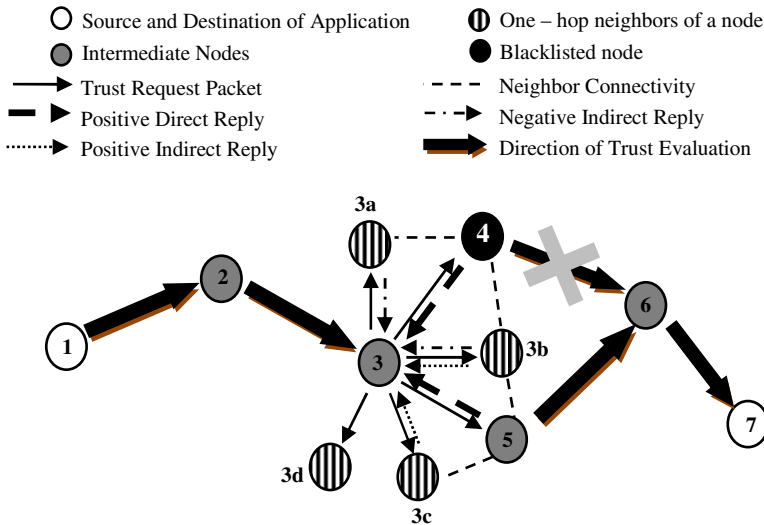 Source and Destination of Application
Intermediate Nodes
Trust Request Packet
Positive Direct Reply
Positive Indirect Reply
One – hop neighbors of a node
Blacklisted node
Neighbor Connectivity
Negative Indirect Reply
Direction of Trust Evaluation
3a
4
2
6
1
3
3b
7
5
3d
3c